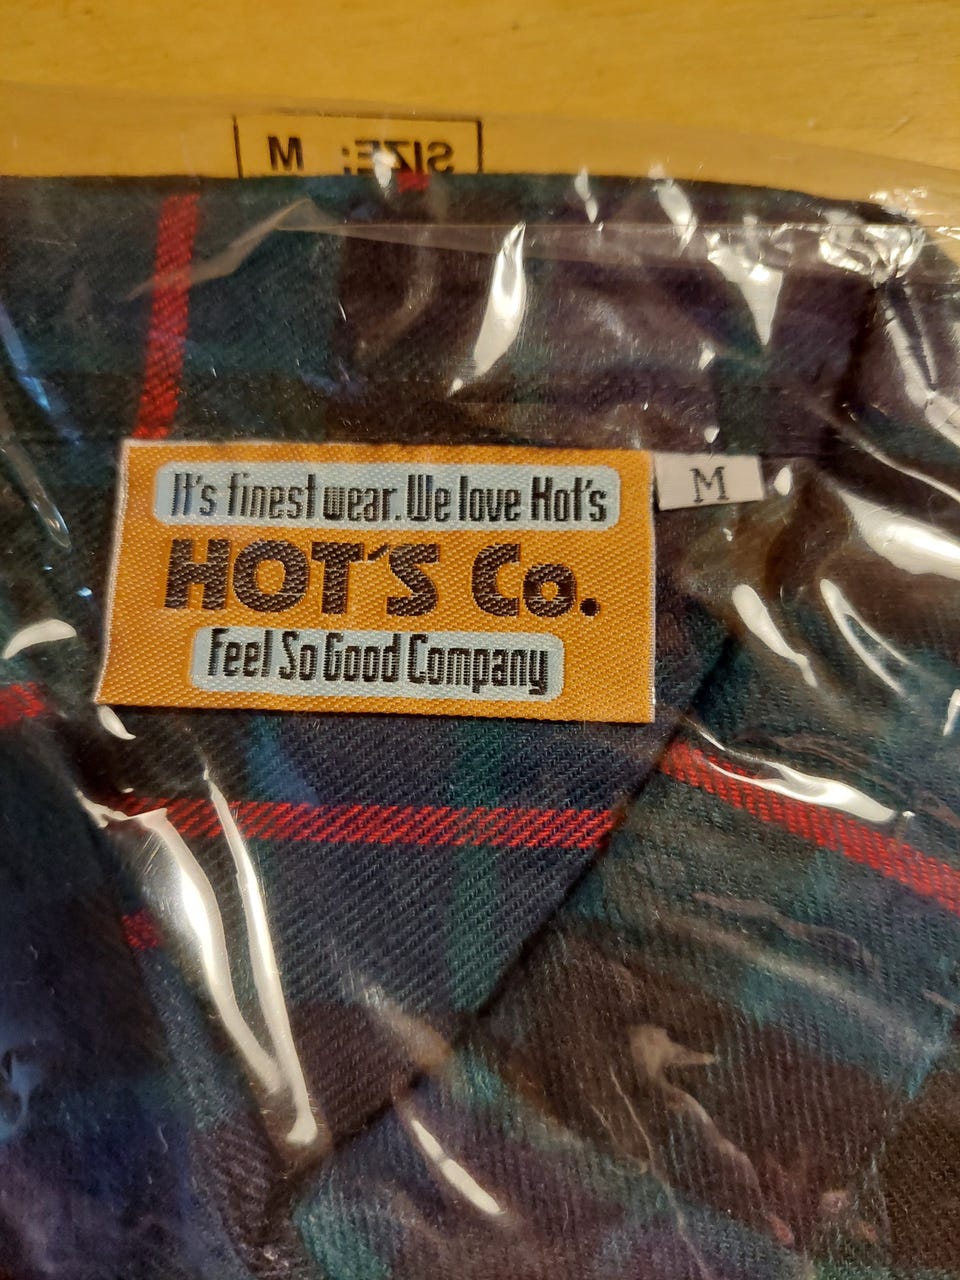 SIZE: M
It's finest wear. We love Hot's
M
HOT'S Co.
Feel So Good Company